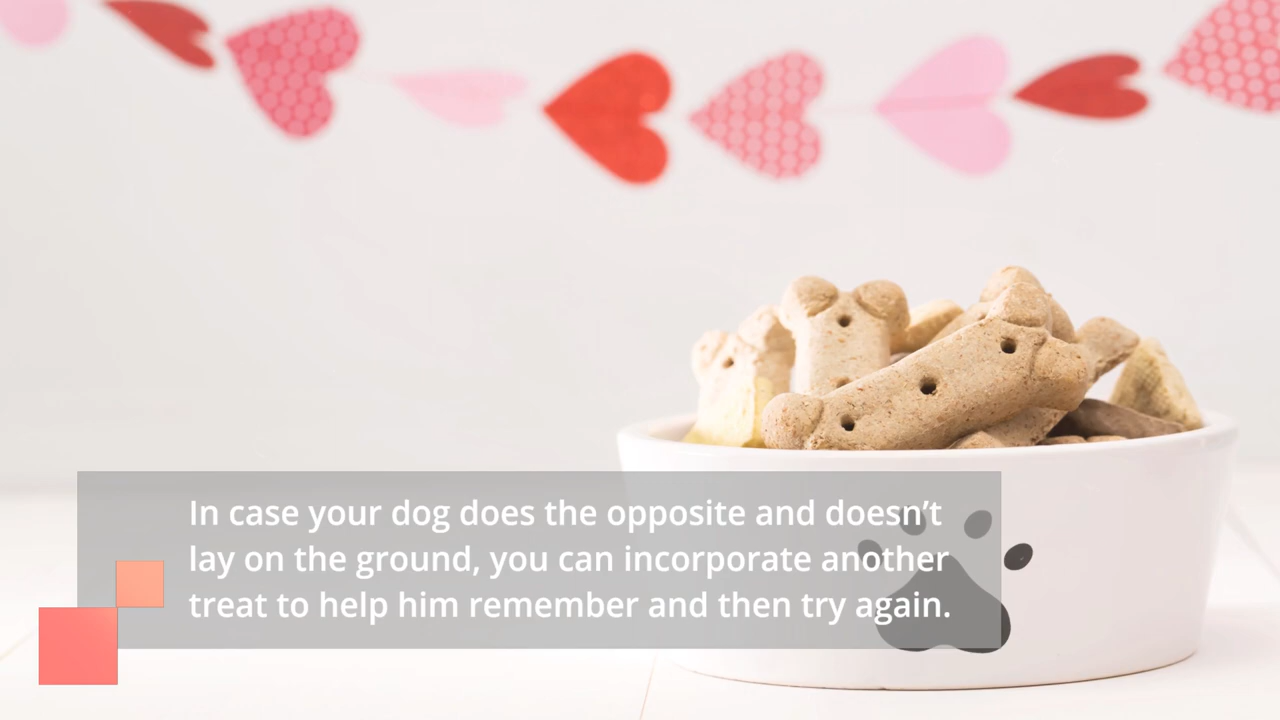 In case your dog does the opposite and doesn’t
lay on the ground, you can incorporate another
treat to help him remember and then try again.